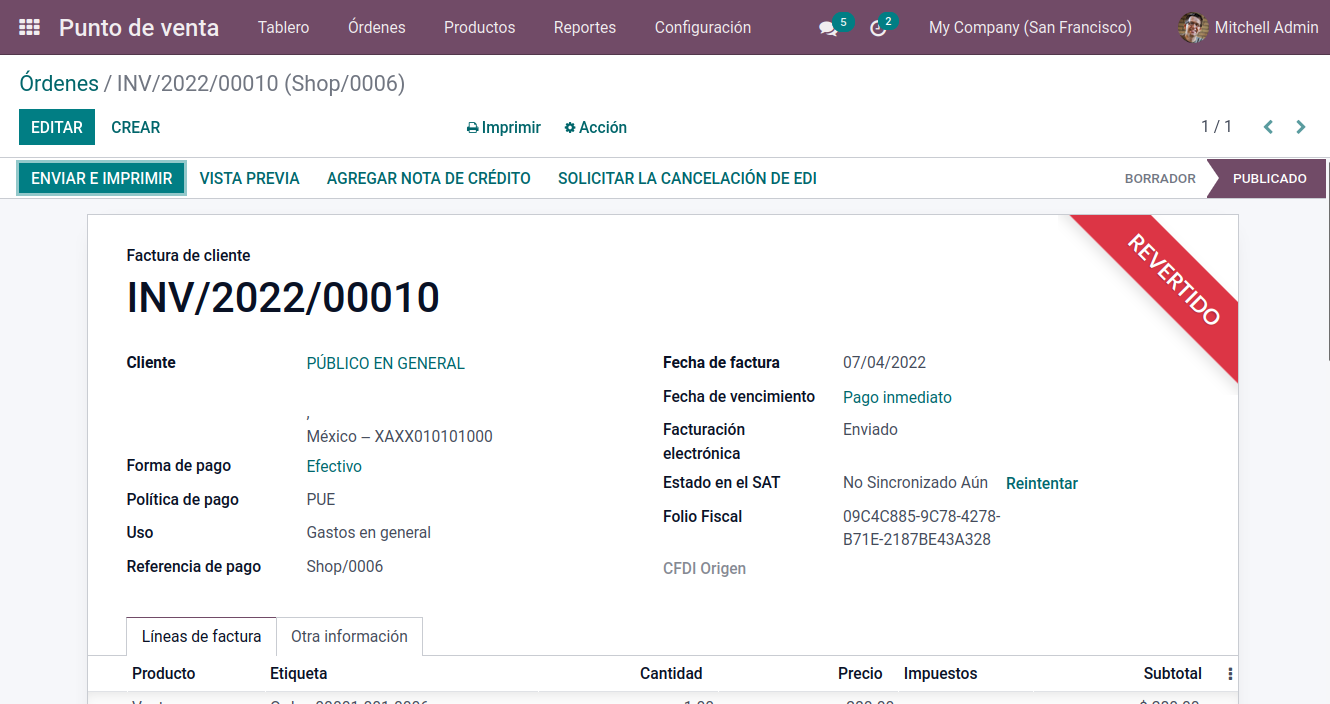 Punto de venta Tablero Órdenes Productos Reportes Configuración 5 2 My Company (San Francisco) Mitchell Admin
Órdenes / INV/2022/00010 (Shop/0006)
EDITAR CREAR Imprimir Acción 1 / 1
ENVIAR E IMPRIMIR VISTA PREVIA AGREGAR NOTA DE CRÉDITO SOLICITAR LA CANCELACIÓN DE EDI BORRADOR PUBLICADO
REVERTIDO
Factura de cliente
INV/2022/00010
Cliente PÚBLICO EN GENERAL
,
México – XAXX010101000
Forma de pago Efectivo
Política de pago PUE
Uso Gastos en general
Referencia de pago Shop/0006
Fecha de factura 07/04/2022
Fecha de vencimiento Pago inmediato
Facturación Enviado
electrónica
Estado en el SAT No Sincronizado Aún Reintentar
Folio Fiscal 09C4C885-9C78-4278-
B71E-2187BE43A328
CFDI Origen
Líneas de factura Otra información
Producto Etiqueta Cantidad Precio Impuestos Subtotal